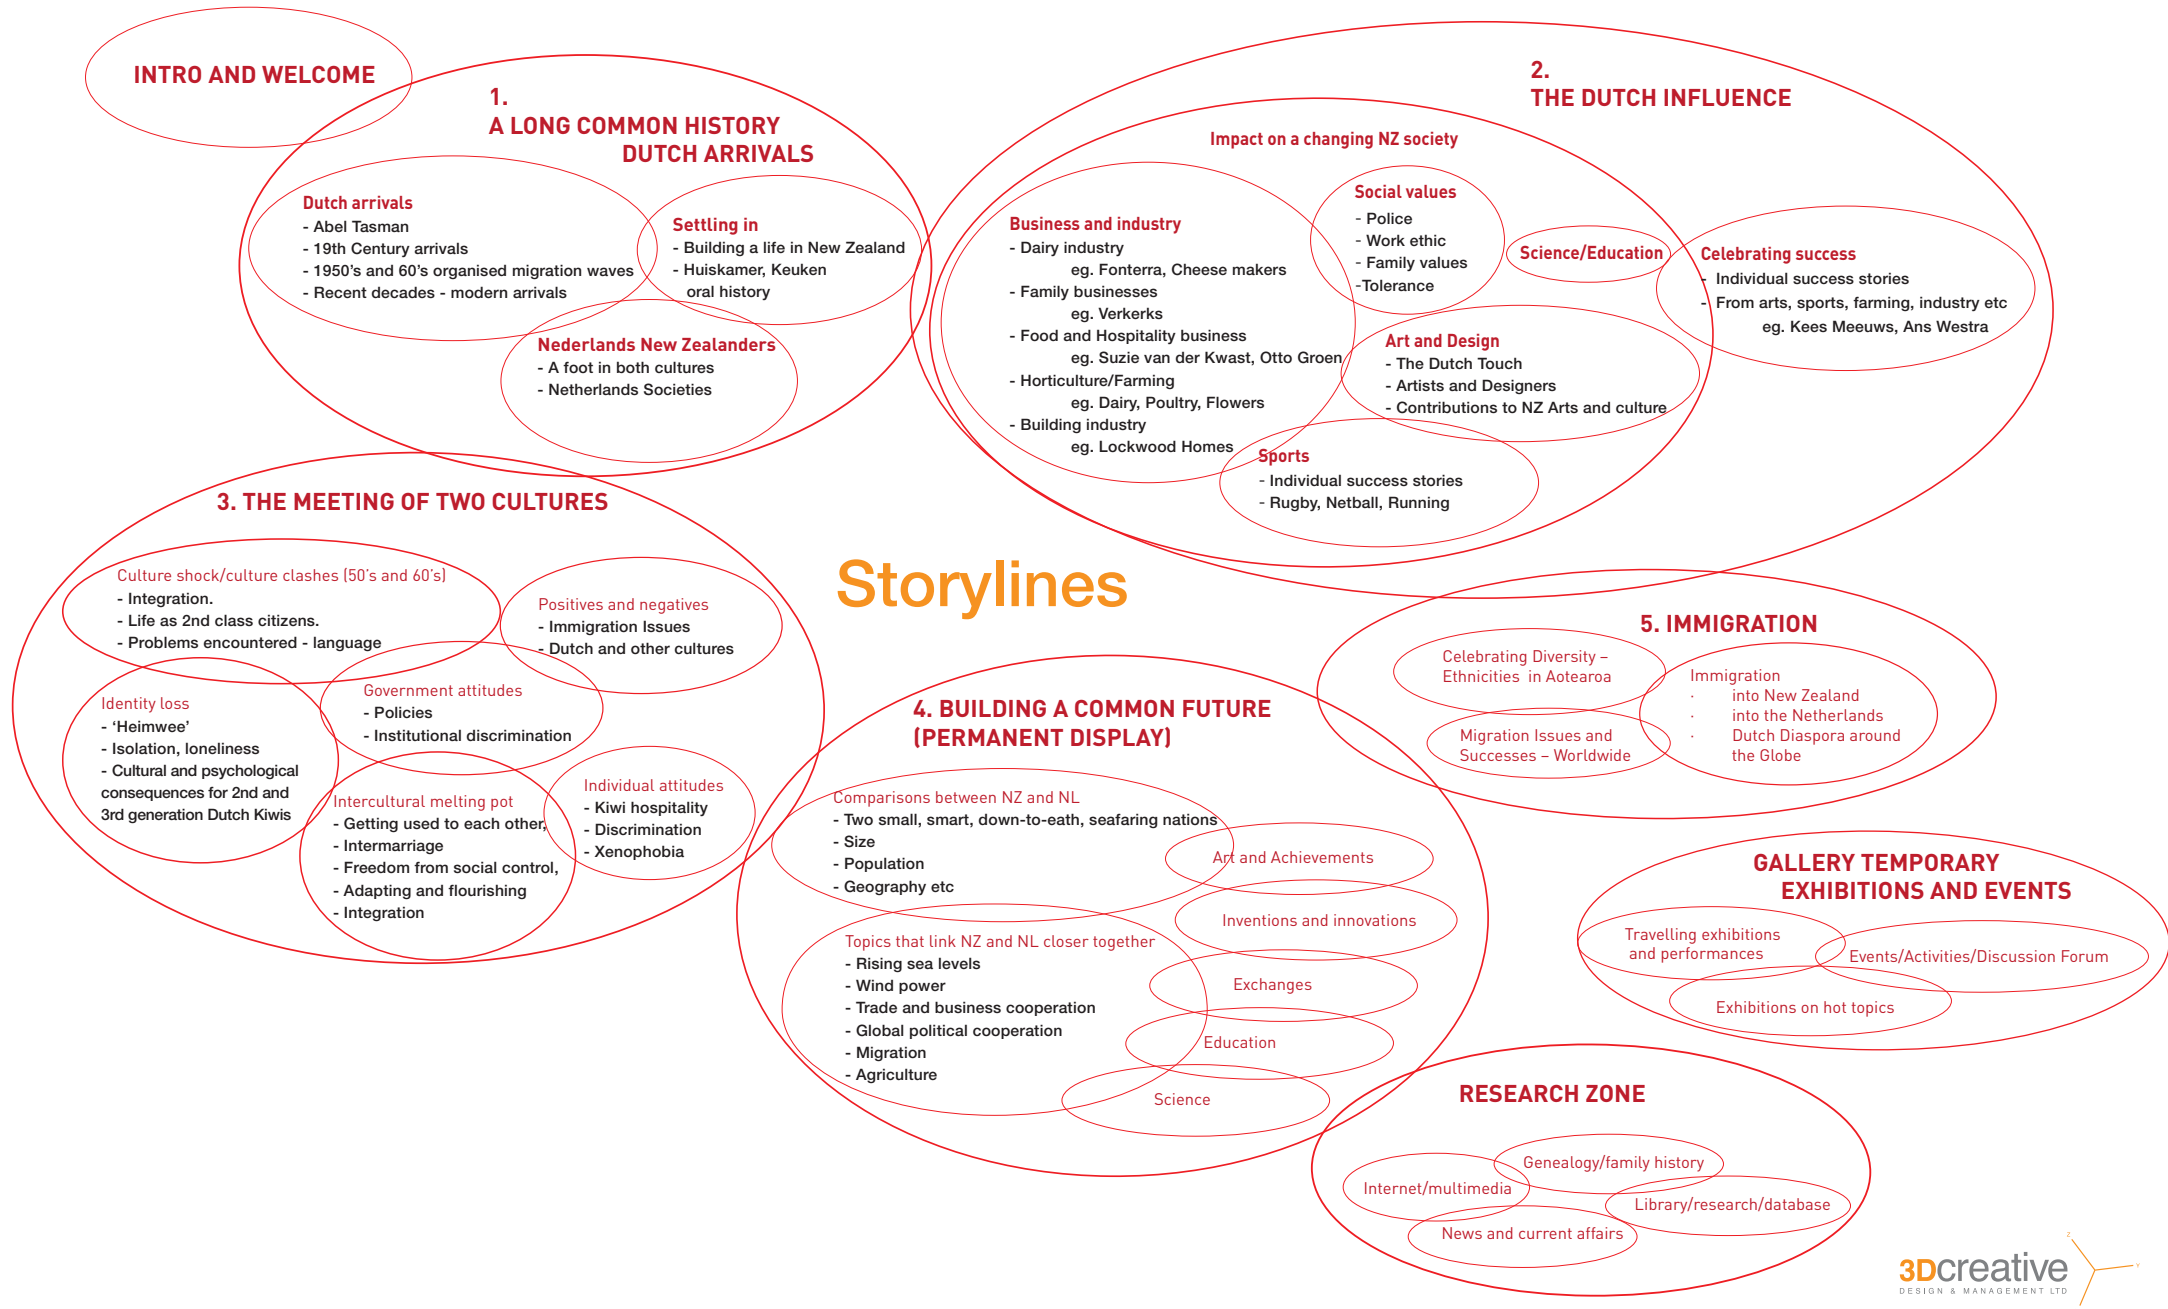 INTRO AND WELCOME
1.
A LONG COMMON HISTORY
DUTCH ARRIVALS
Dutch arrivals
- Abel Tasman
- 19th Century arrivals
- 1950's and 60's organised migration waves
- Recent decades - modern arrivals
Settling in
- Building a life in New Zealand
- Huiskamer, Keuken
oral history
Nederlands New Zealanders
- A foot in both cultures
- Netherlands Societies
2.
THE DUTCH INFLUENCE
Impact on a changing NZ society
Business and industry
- Dairy industry
eg. Fonterra, Cheese makers
- Family businesses
eg. Verkerks
- Food and Hospitality business
eg. Suzie van der Kwast, Otto Groen
- Horticulture/Farming
eg. Dairy, Poultry, Flowers
- Building industry
eg. Lockwood Homes
Social values
- Police
- Work ethic
- Family values
-Tolerance
Science/Education
Celebrating success
- Individual success stories
- From arts, sports, farming, industry etc
eg. Kees Meeuws, Ans Westra
Art and Design
- The Dutch Touch
- Artists and Designers
- Contributions to NZ Arts and culture
Sports
- Individual success stories
- Rugby, Netball, Running
3. THE MEETING OF TWO CULTURES
Culture shock/culture clashes (50's and 60's)
- Integration.
- Life as 2nd class citizens.
- Problems encountered - language
Positives and negatives
- Immigration Issues
- Dutch and other cultures
Identity loss
- ‘Heimwee’
- Isolation, loneliness
- Cultural and psychological
consequences for 2nd and
3rd generation Dutch Kiwis
Government attitudes
- Policies
- Institutional discrimination
Intercultural melting pot
- Getting used to each other,
- Intermarriage
- Freedom from social control,
- Adapting and flourishing
- Integration
Individual attitudes
- Kiwi hospitality
- Discrimination
- Xenophobia
Storylines
4. BUILDING A COMMON FUTURE
(PERMANENT DISPLAY)
Comparisons between NZ and NL
- Two small, smart, down-to-eath, seafaring nations
- Size
- Population
- Geography etc
Art and Achievements
Inventions and innovations
Topics that link NZ and NL closer together
- Rising sea levels
- Wind power
- Trade and business cooperation
- Global political cooperation
- Migration
- Agriculture
Exchanges
Education
Science
5. IMMIGRATION
Celebrating Diversity –
Ethnicities in Aotearoa
Migration Issues and
Successes – Worldwide
Immigration
· into New Zealand
· into the Netherlands
· Dutch Diaspora around
the Globe
GALLERY TEMPORARY
EXHIBITIONS AND EVENTS
Travelling exhibitions
and performances
Events/Activities/Discussion Forum
Exhibitions on hot topics
RESEARCH ZONE
Genealogy/family history
Internet/multimedia
Library/research/database
News and current affairs
3Dcreative
DESIGN & MANAGEMENT LTD
Z
Y